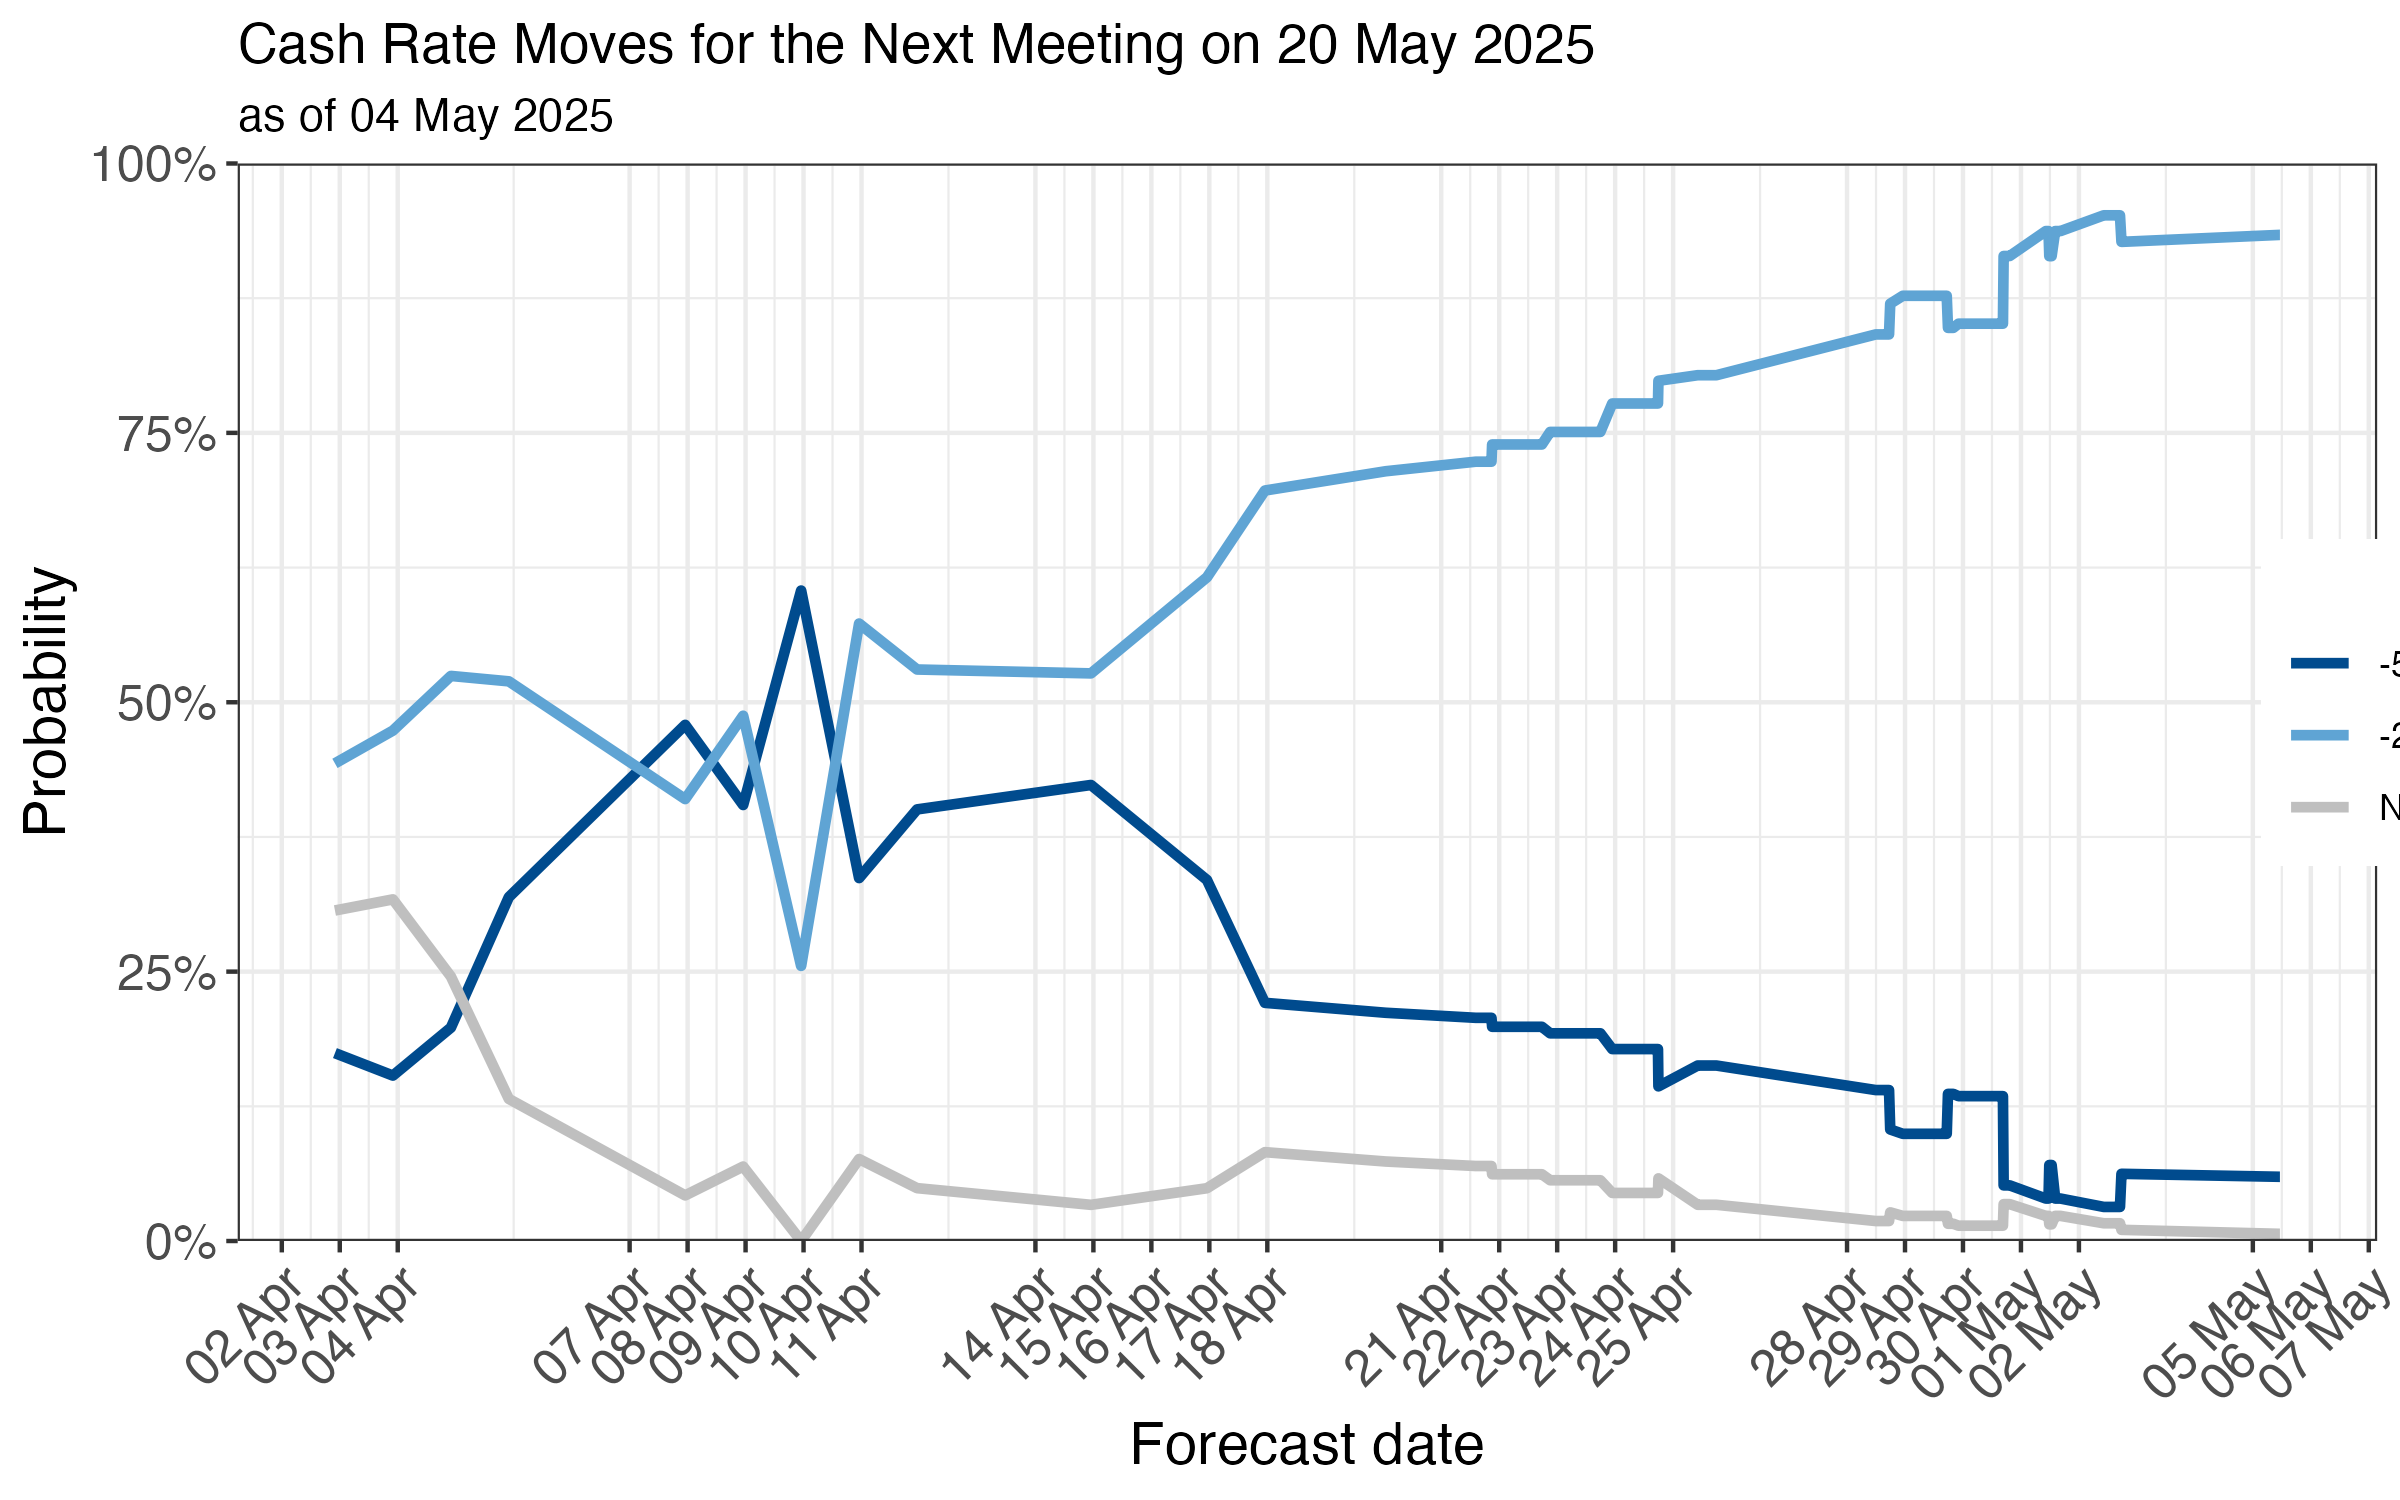 Cash Rate Moves for the Next Meeting on 20 May 2025
as of 04 May 2025
100%
75%
50%
25%
0%
Probability
-5
-2
N
02 Apr
03 Apr
04 Apr
07 Apr
08 Apr
09 Apr
10 Apr
11 Apr
14 Apr
15 Apr
16 Apr
17 Apr
18 Apr
21 Apr
22 Apr
23 Apr
24 Apr
25 Apr
28 Apr
29 Apr
30 Apr
01 May
02 May
05 May
06 May
07 May
Forecast date